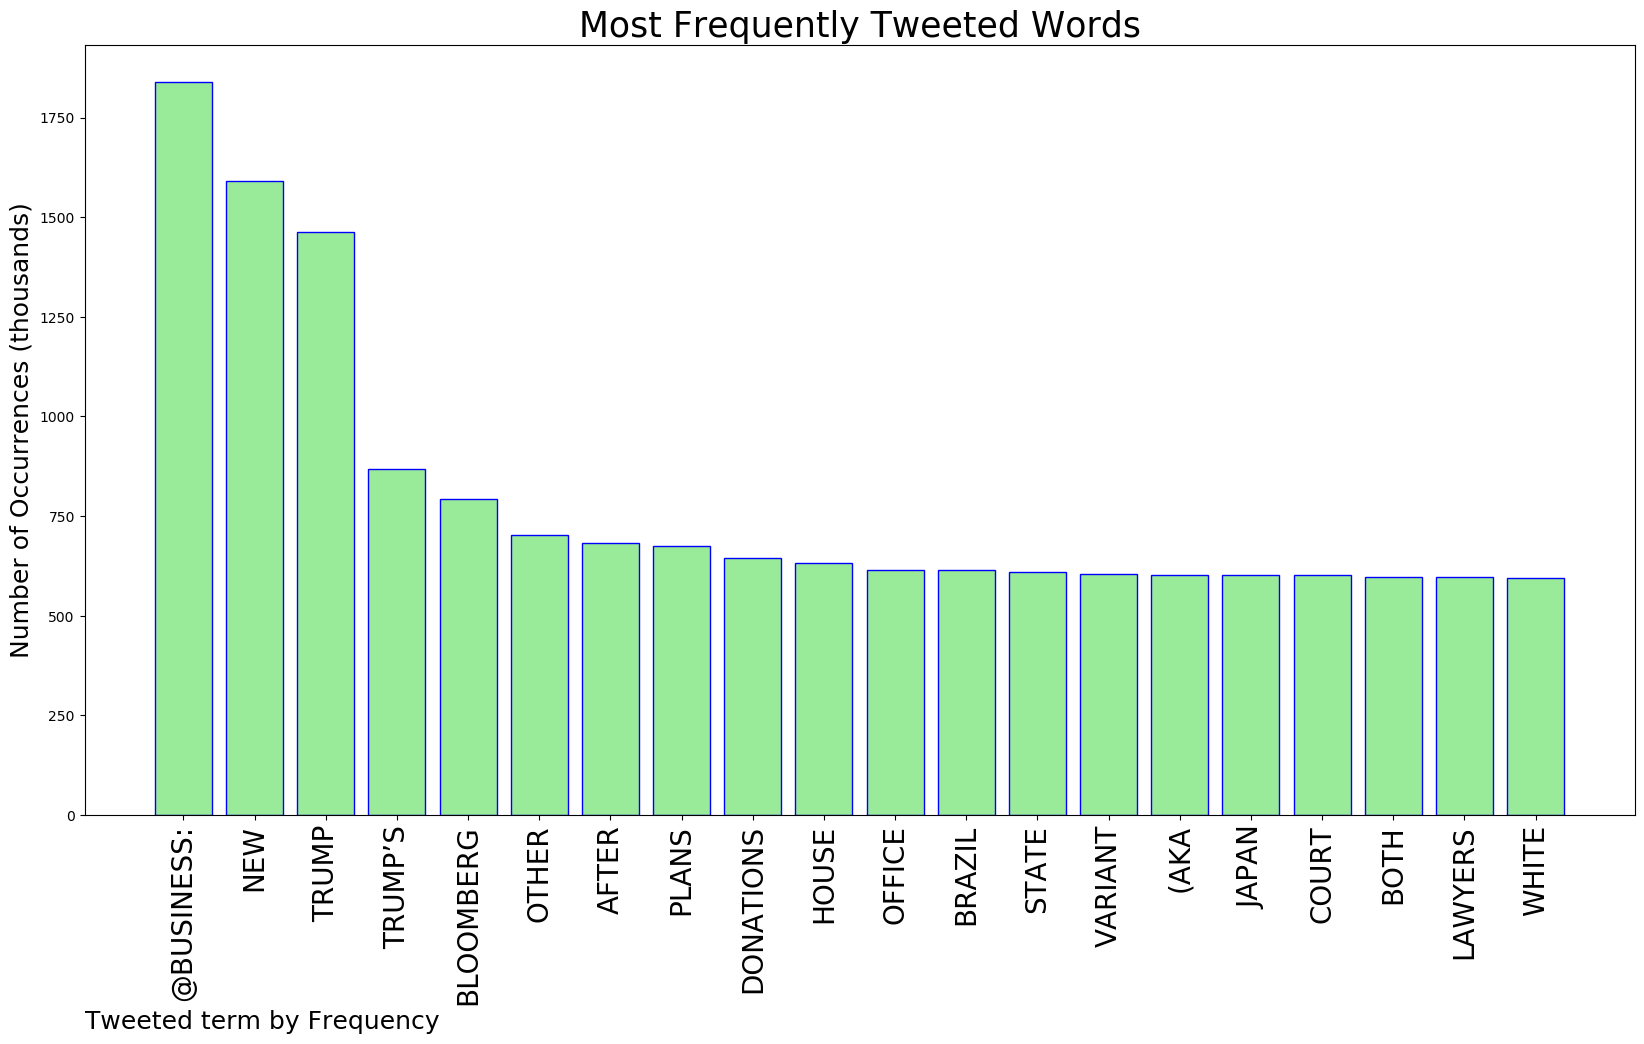 Most Frequently Tweeted Words
Number of Occurrences (thousands)
1750
1500
1250
1000
750
500
250
0
@BUSINESS:
NEW
TRUMP
TRUMP’S
BLOOMBERG
OTHER
AFTER
PLANS
DONATIONS
HOUSE
OFFICE
BRAZIL
STATE
VARIANT
(AKA
JAPAN
COURT
BOTH
LAWYERS
WHITE
Tweeted term by Frequency